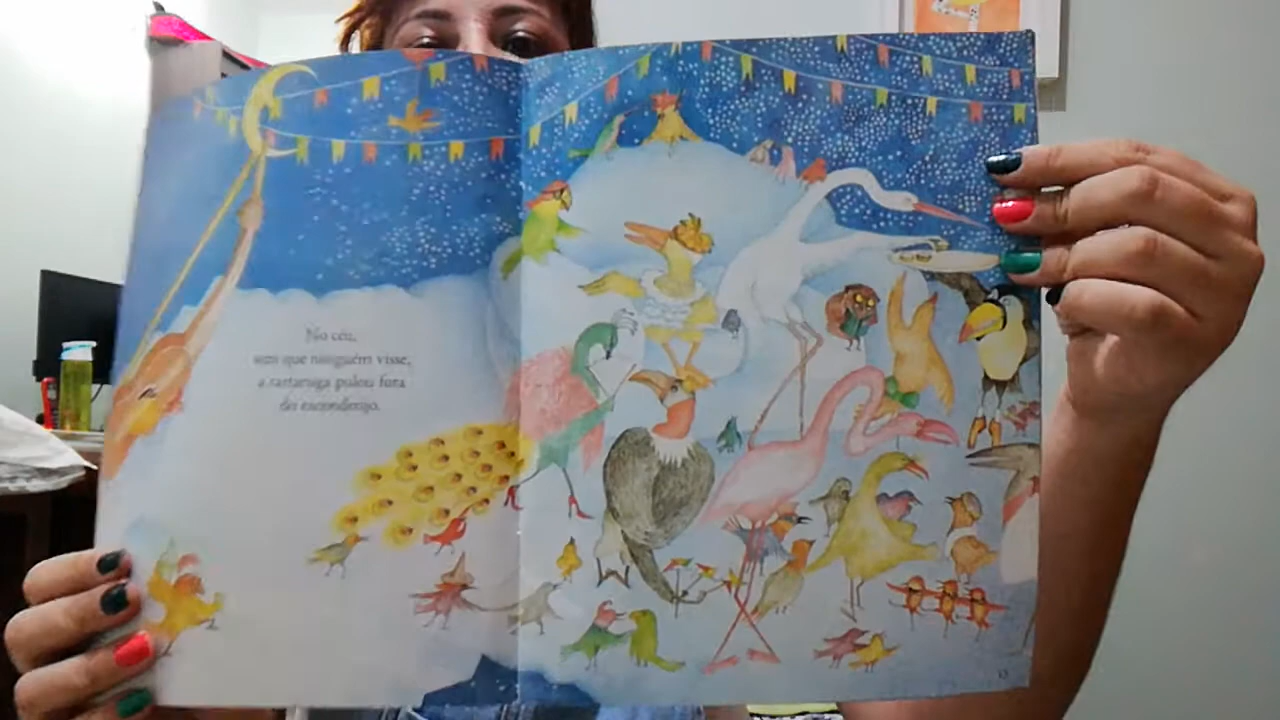 No céu,
sem que ninguém visse,
a tartaruga pulou fora
do esconderijo.